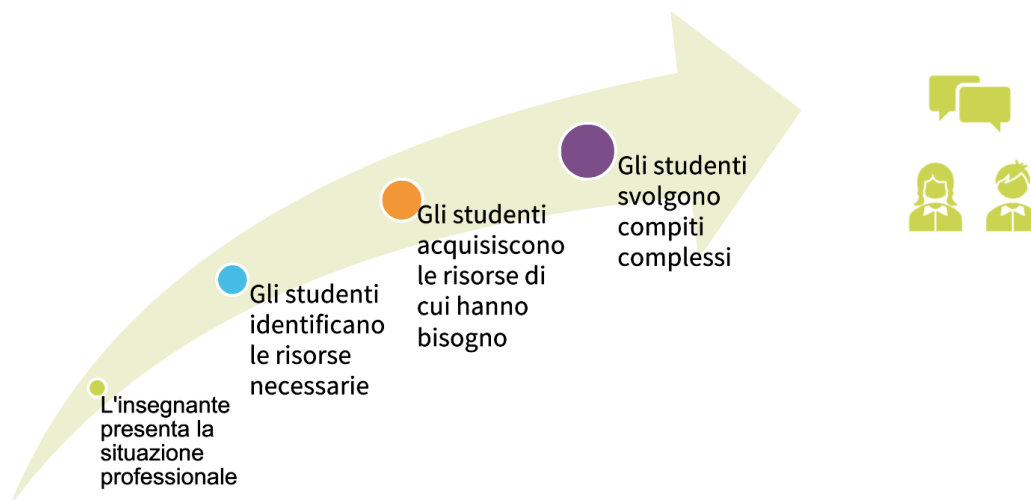 L'insegnante
presenta la
situazione
professionale
Gli studenti
identificano
le risorse
necessarie
Gli studenti
acquisiscono
le risorse di
cui hanno
bisogno
Gli studenti
svolgono
compiti
complessi